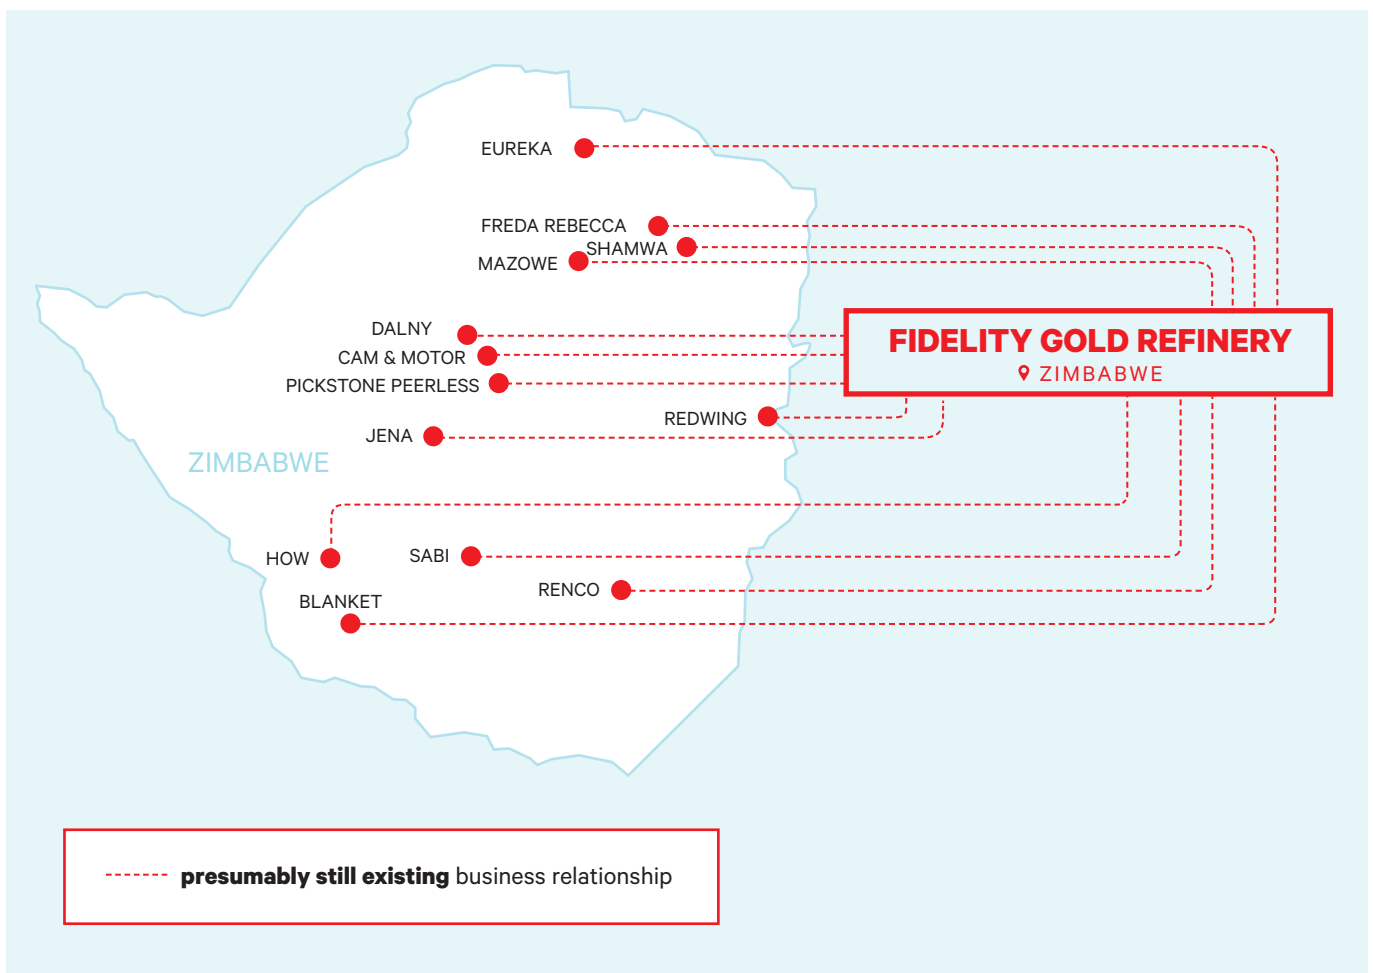 EUREKA
FREDA REBECCA
SHAMWA
MAZOWE
FIDELITY GOLD REFINERY
ZIMBABWE
DALNY
CAM & MOTOR
PICKSTONE PEERLESS
REDWING
JENA
ZIMBABWE
HOW
SABI
RENCO
BLANKET
presumably still existing business relationship